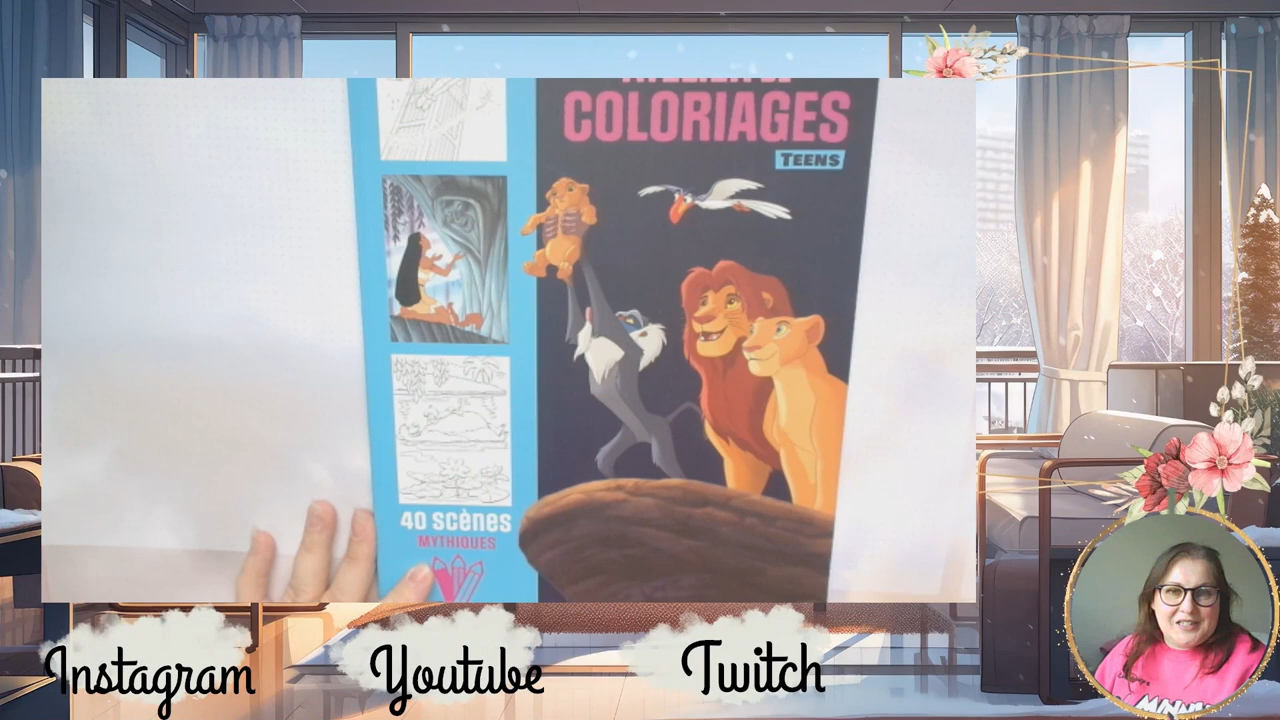 COLORIAGES
TEENS
40 scènes
MYTHIQUES
Instagram
Youtube
Twitch